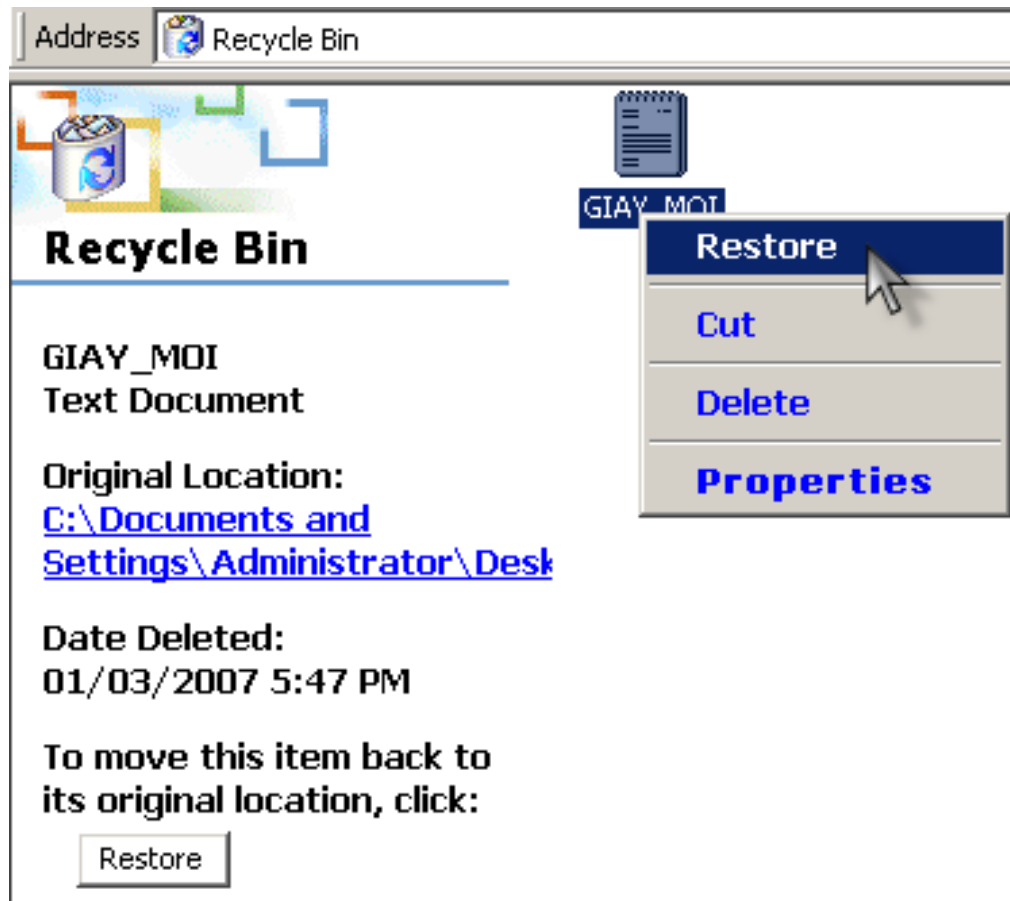 Address Recycle Bin
Recycle Bin
GIAY_MOI
Text Document
Original Location:
C:\Documents and
Settings\Administrator\Desk
Date Deleted:
01/03/2007 5:47 PM
To move this item back to
its original location, click:
Restore
GIAY_MOI
Restore
Cut
Delete
Properties